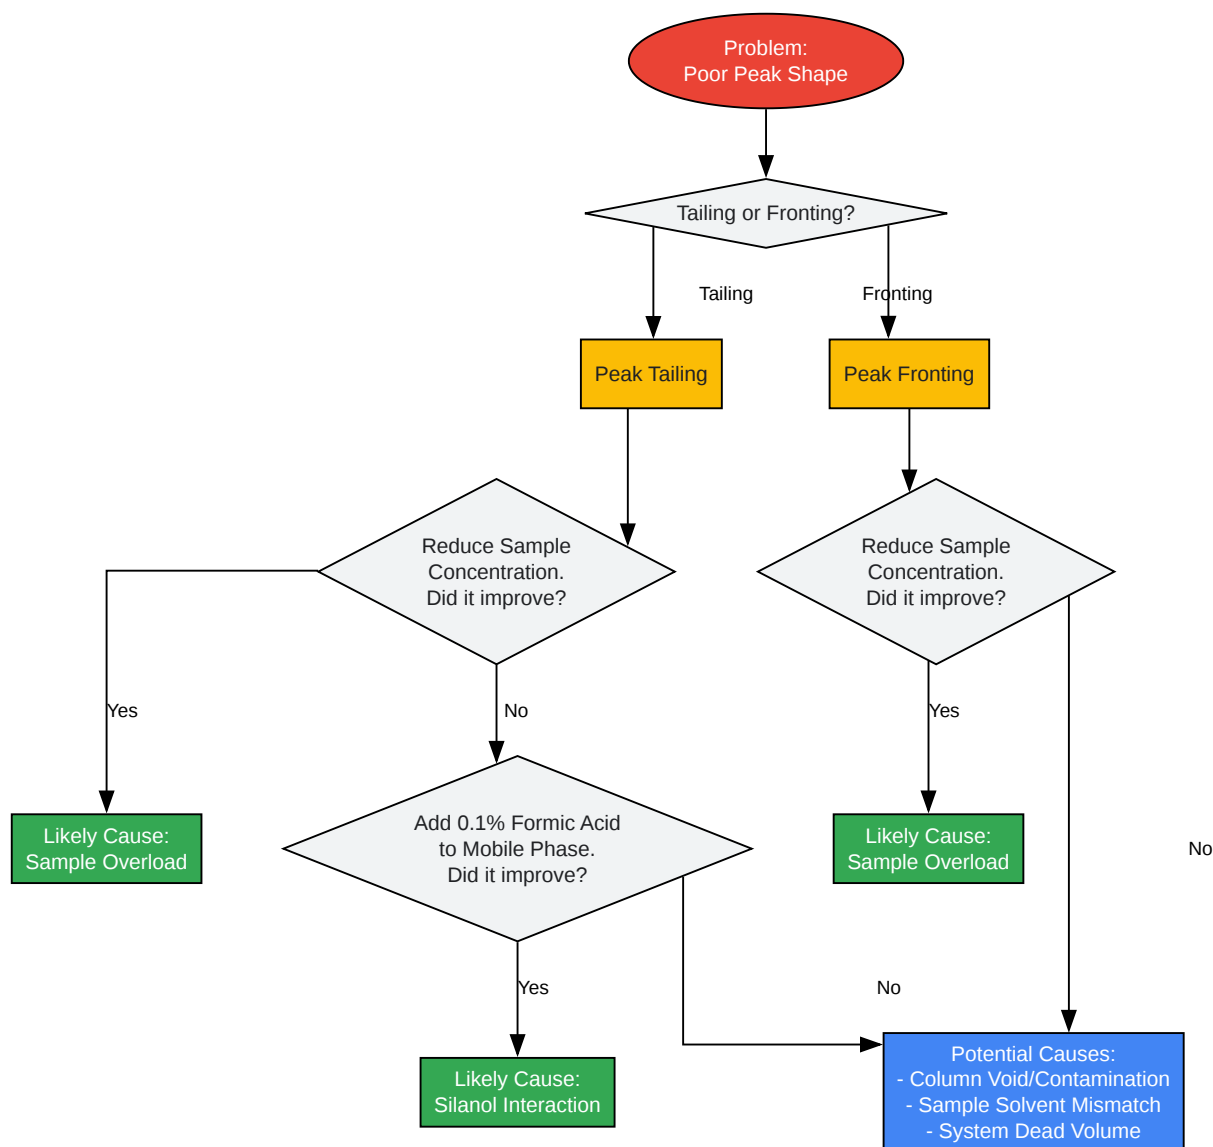 Problem:
Poor Peak Shape
Tailing or Fronting?
Tailing
Fronting
Peak Tailing
Peak Fronting
Reduce Sample
Concentration.
Did it improve?
Reduce Sample
Concentration.
Did it improve?
Yes
No
Yes
No
Likely Cause:
Sample Overload
Add 0.1% Formic Acid
to Mobile Phase.
Did it improve?
Likely Cause:
Sample Overload
Yes
No
Likely Cause:
Silanol Interaction
Potential Causes:
- Column Void/Contamination
- Sample Solvent Mismatch
- System Dead Volume